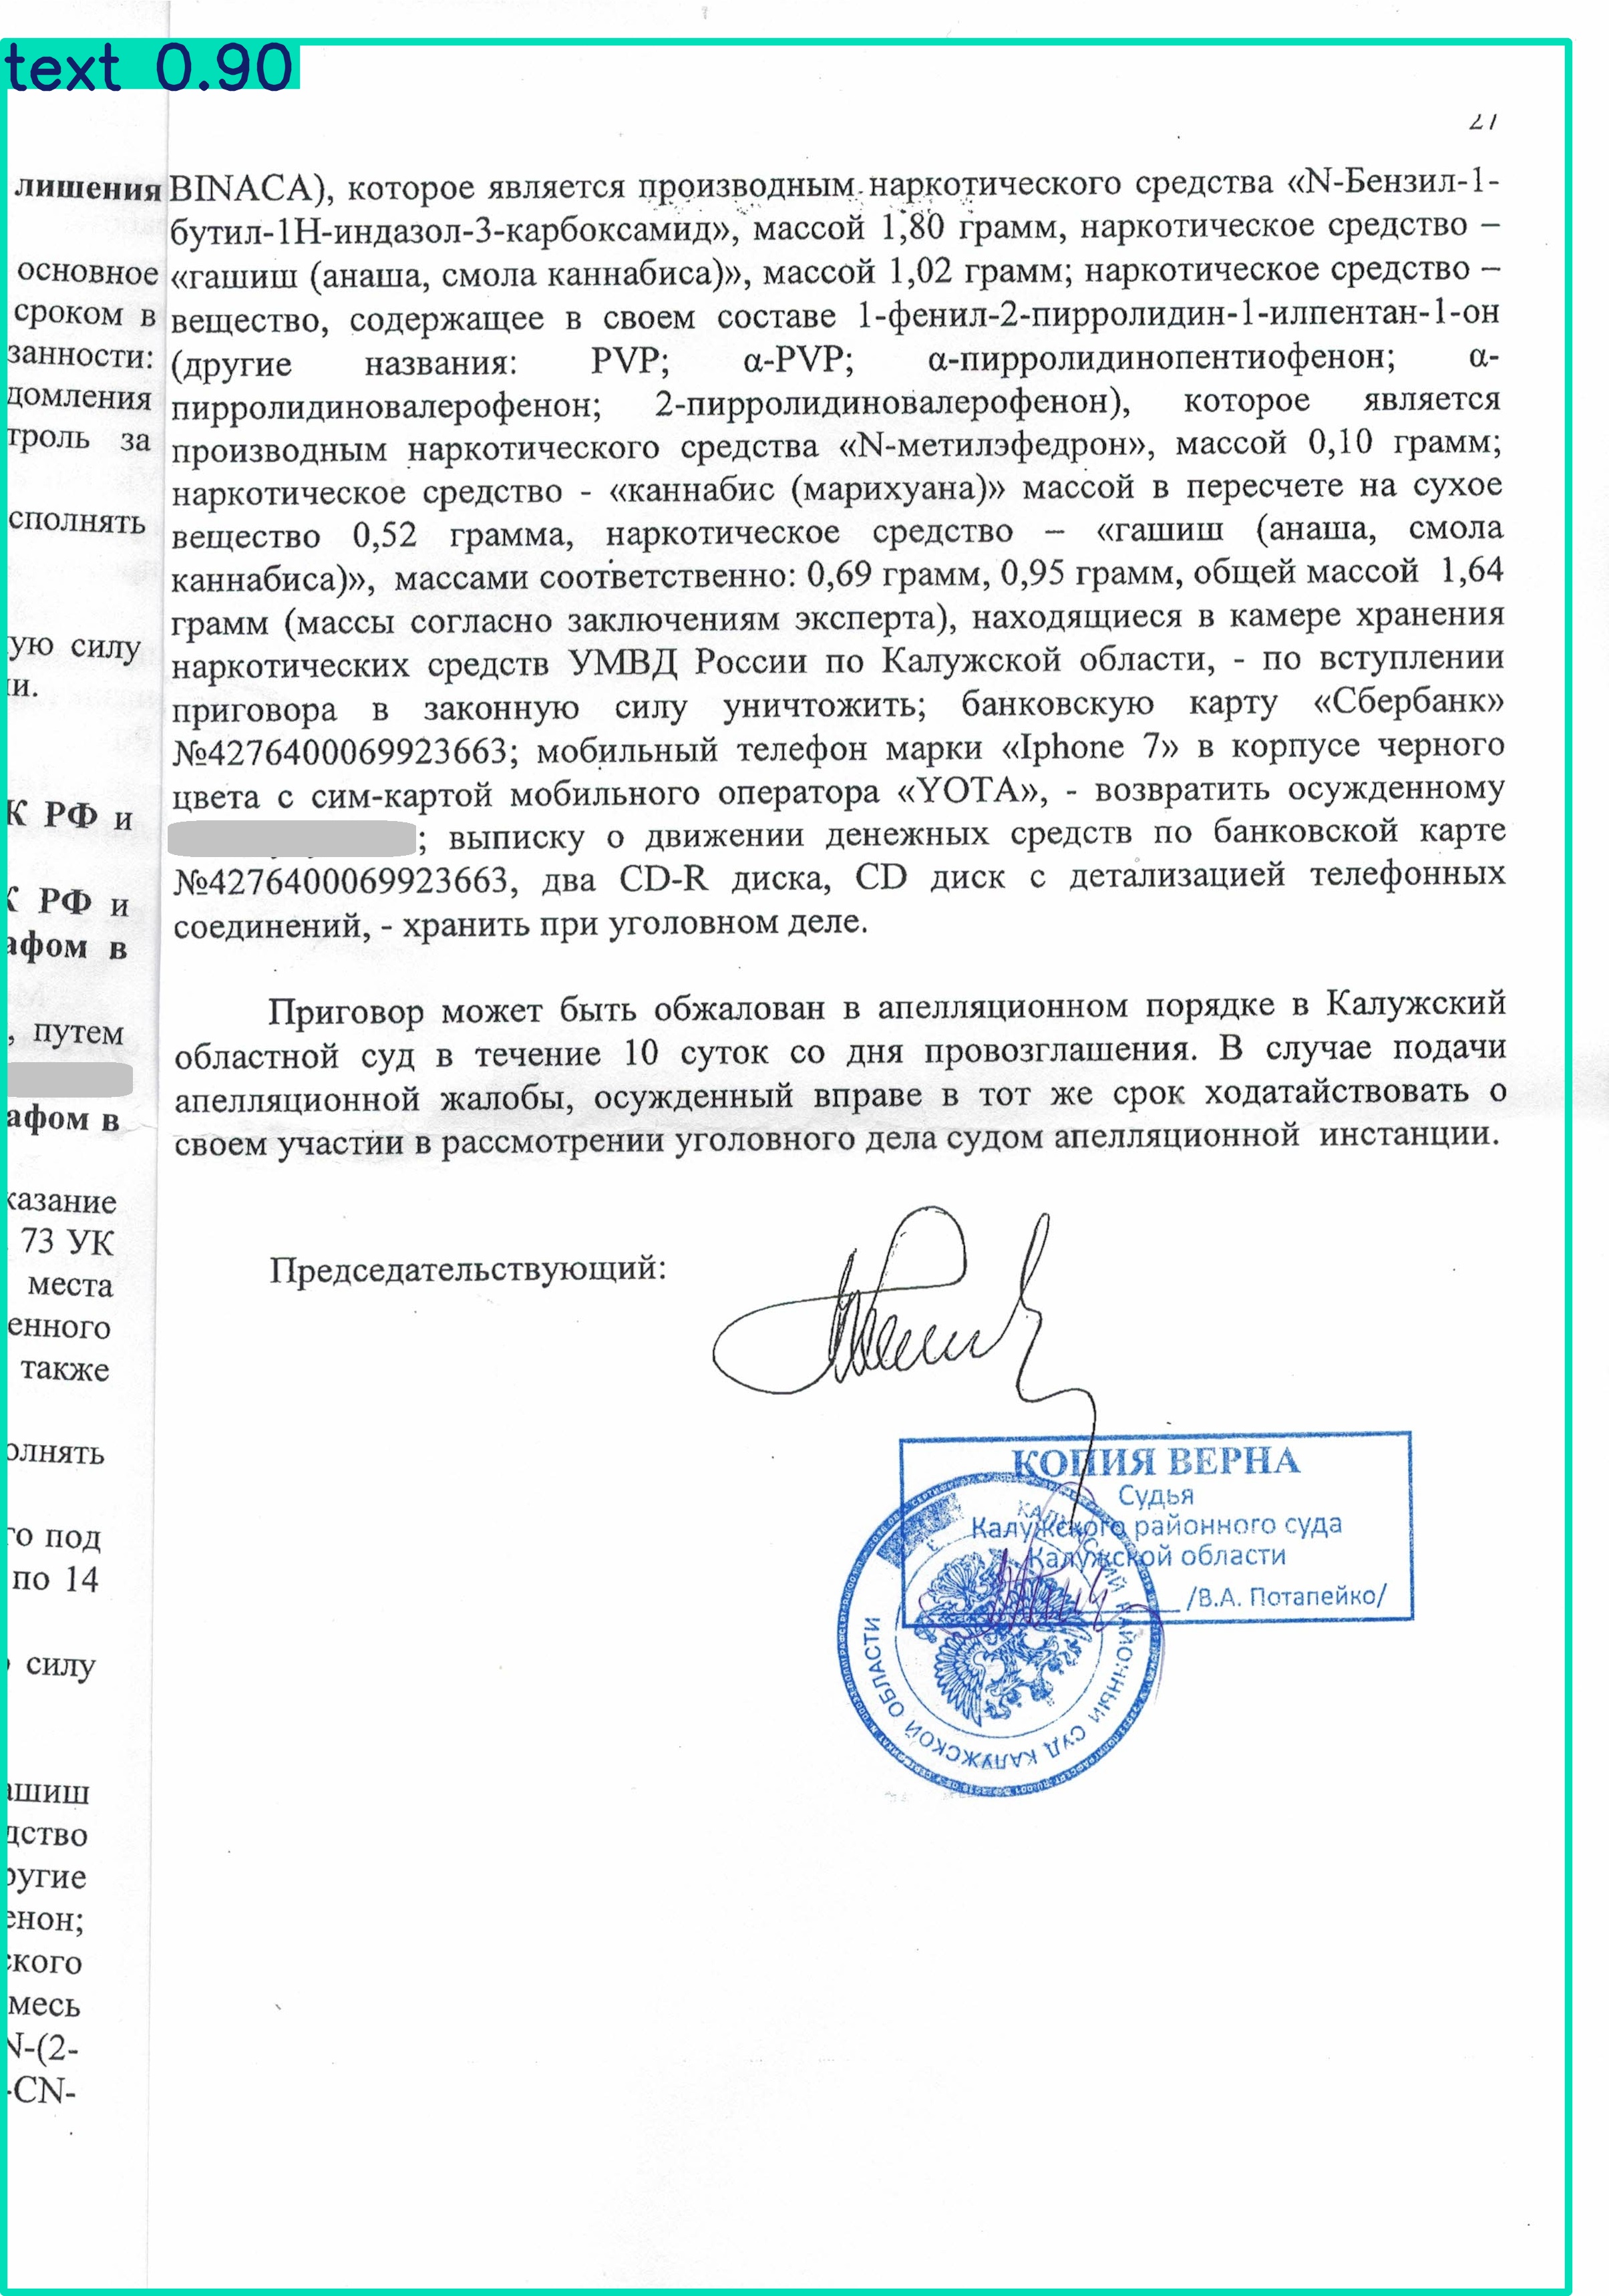 text 0.90
21
лишения
основное
сроком в
занности:
домления
троль за
сполнять
ую силу
и.
К РФ и
РФ и
афом в
, путем
афом в
казание
73 УК
места
енного
также
олнять
го под
по 14
силу
ашиш
дство
ругие
енон;
ского
месь
N-(2-
-CN-
BINACA), которое является производным наркотического средства «N-Бензил-1-
бутил-1Н-индазол-3-карбоксамид», массой 1,80 грамм, наркотическое средство –
«гашиш (анаша, смола каннабиса)», массой 1,02 грамм; наркотическое средство –
вещество, содержащее в своем составе 1-фенил-2-пирролидин-1-илпентан-1-он
(другие названия: PVP; α-PVP; α-пирролидинопентиофенон; α-
пирролидиновалерофенон; 2-пирролидиновалерофенон), которое является
производным наркотического средства «N-метилэфедрон», массой 0,10 грамм;
наркотическое средство - «каннабис (марихуана)» массой в пересчете на сухое
вещество 0,52 грамма, наркотическое средство – «гашиш (анаша, смола
каннабиса)», массами соответственно: 0,69 грамм, 0,95 грамм, общей массой 1,64
грамм (массы согласно заключениям эксперта), находящиеся в камере хранения
наркотических средств УМВД России по Калужской области, - по вступлении
приговора в законную силу уничтожить; банковскую карту «Сбербанк»
№4276400069923663; мобильный телефон марки «Iphone 7» в корпусе черного
цвета с сим-картой мобильного оператора «YOTA», - возвратить осужденному
; выписку о движении денежных средств по банковской карте
№4276400069923663, два CD-R диска, CD диск с детализацией телефонных
соединений, - хранить при уголовном деле.
Приговор может быть обжалован в апелляционном порядке в Калужский
областной суд в течение 10 суток со дня провозглашения. В случае подачи
апелляционной жалобы, осужденный вправе в тот же срок ходатайствовать о
своем участии в рассмотрении уголовного дела судом апелляционной инстанции.
Председательствующий:
КОПИЯ ВЕРНА
Судья
Калужского районного суда
Калужской области
/В.А. Потапейко/
КАЛУЖСКИЙ РАЙОННЫЙ СУД КАЛУЖСКОЙ ОБЛАСТИ